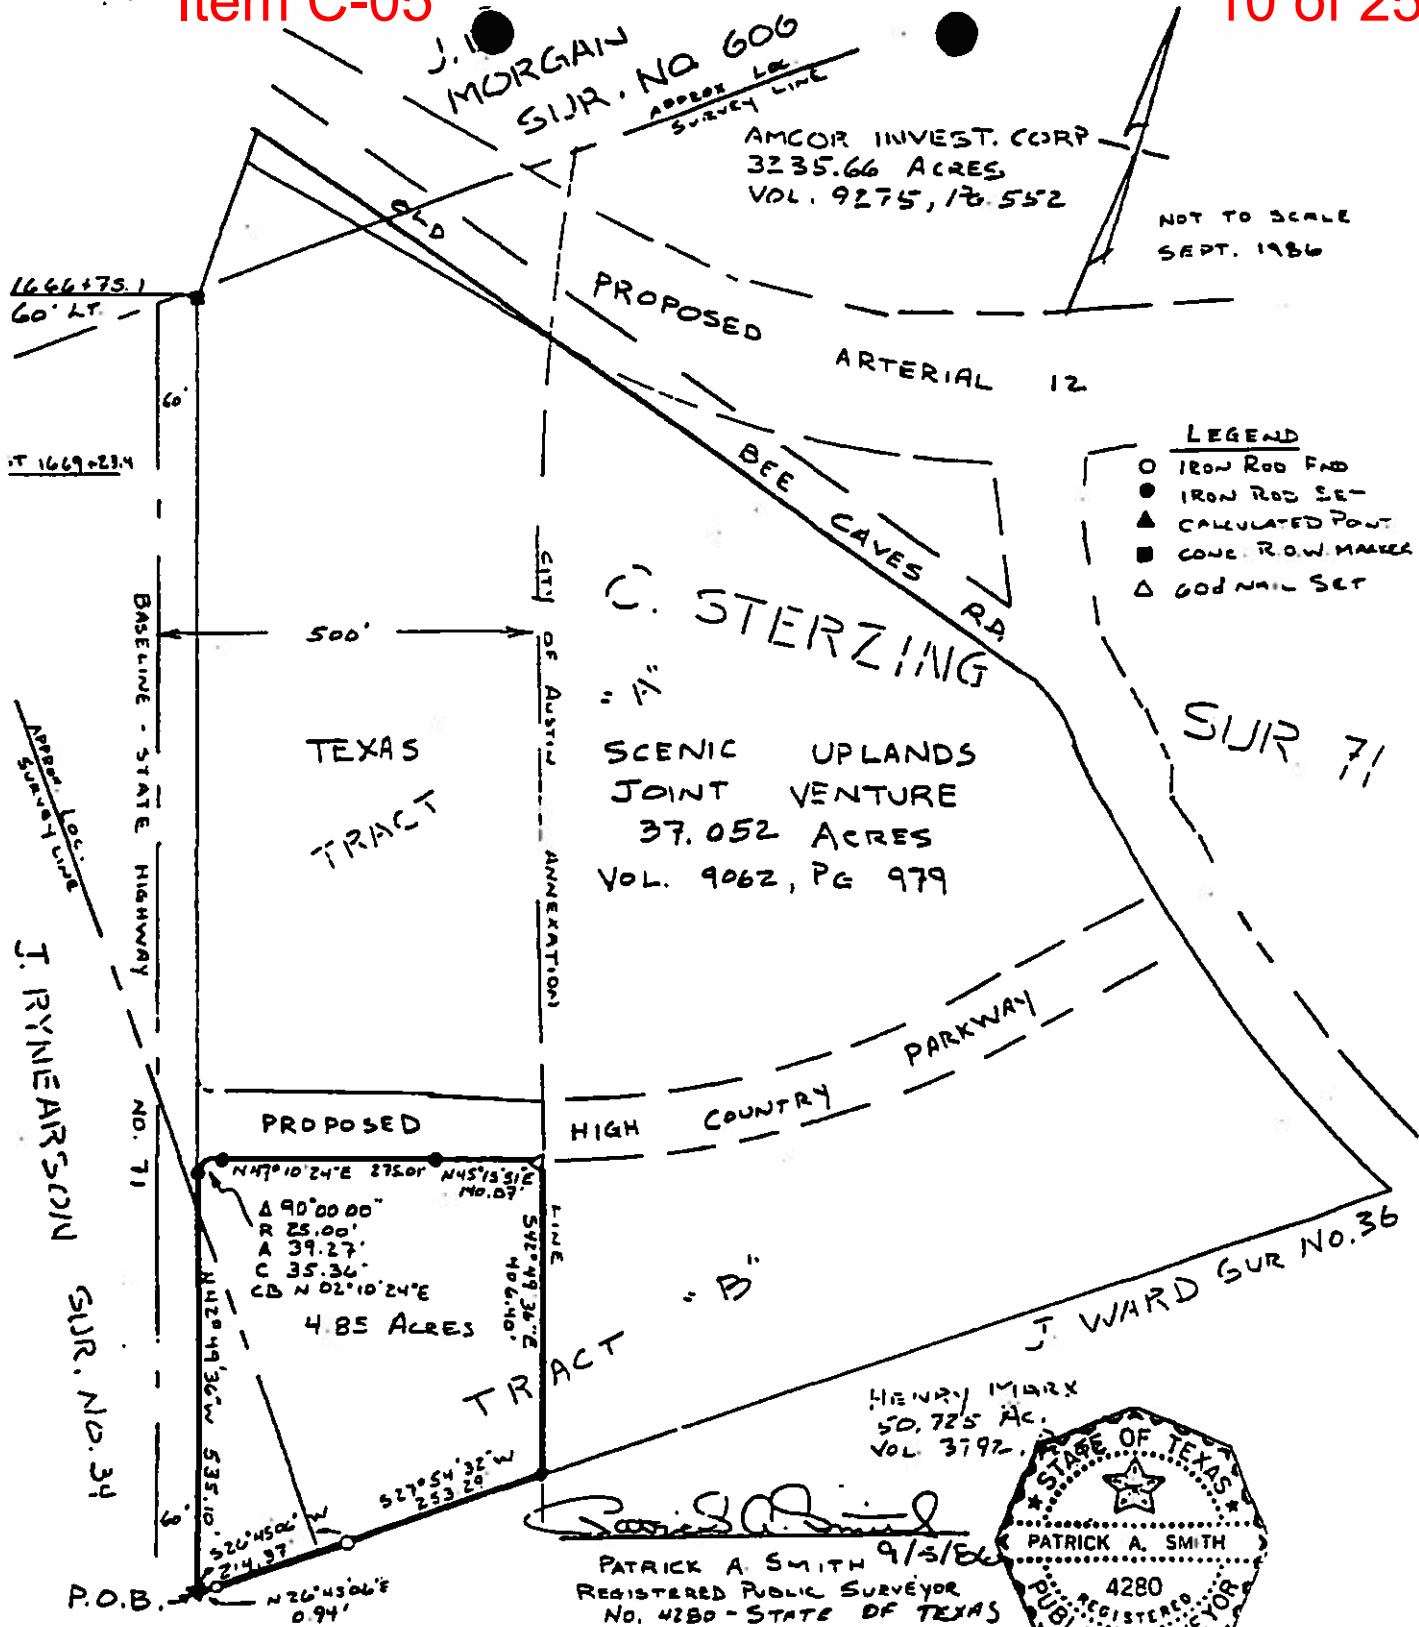 Item C-05
10 of 25
MORGAN
SUR. NO 606
APPROX LOC
SURVEY LINE
AMCOR INVEST. CORP
3235.66 ACRES
VOL. 9275, PG. 552
NOT TO SCALE
SEPT. 1986
1666+75.1
60' LT.
60'
1669+23.4
OLD
BEE CAVES RD.
PROPOSED
ARTERIAL 12
LEGEND
IRON ROD FND
IRON ROD SET
CALCULATED POINT
CONC. R.O.W. MARKER
60d NAIL SET
BASELINE - STATE HIGHWAY NO. 71
500'
CITY OF AUSTIN ANNEXATION LINE
C. STERZING
SUR 71
"A"
TEXAS
TRACT
SCENIC UPLANDS
JOINT VENTURE
37.052 ACRES
VOL. 9062, PG 979
APPROX. LOC.
SURVEY LINE
J. RYNEARSON SUR. NO. 34
PROPOSED HIGH COUNTRY PARKWAY
N47°10'24"E 275.01'
N45°15'51"E
140.07'
Δ 90°00'00"
R 25.00'
A 39.27'
C 35.36'
CB N 02°10'24"E
4.85 ACRES
S42°49'36"E
406.40'
N42°49'36"W 535.10'
"B"
TRACT
J. WARD SUR NO. 36
HENRY MARX
50.725 AC.
VOL. 3792,
S27°54'32"W
253.29'
S26°45'06"W
214.37
60'
P.O.B.
N26°45'06"E
0.94'
PATRICK A. SMITH 9/5/86
REGISTERED PUBLIC SURVEYOR
NO. 4280 - STATE OF TEXAS
STATE OF TEXAS
PATRICK A. SMITH
4280
REGISTERED